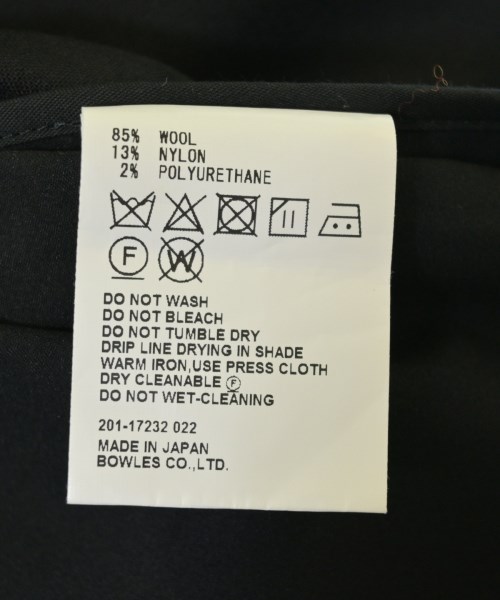 85% WOOL
13% NYLON
2% POLYURETHANE
F W
DO NOT WASH
DO NOT BLEACH
DO NOT TUMBLE DRY
DRIP LINE DRYING IN SHADE
WARM IRON,USE PRESS CLOTH
DRY CLEANABLE Ⓕ
DO NOT WET-CLEANING
201-17232 022
MADE IN JAPAN
BOWLES CO.,LTD.